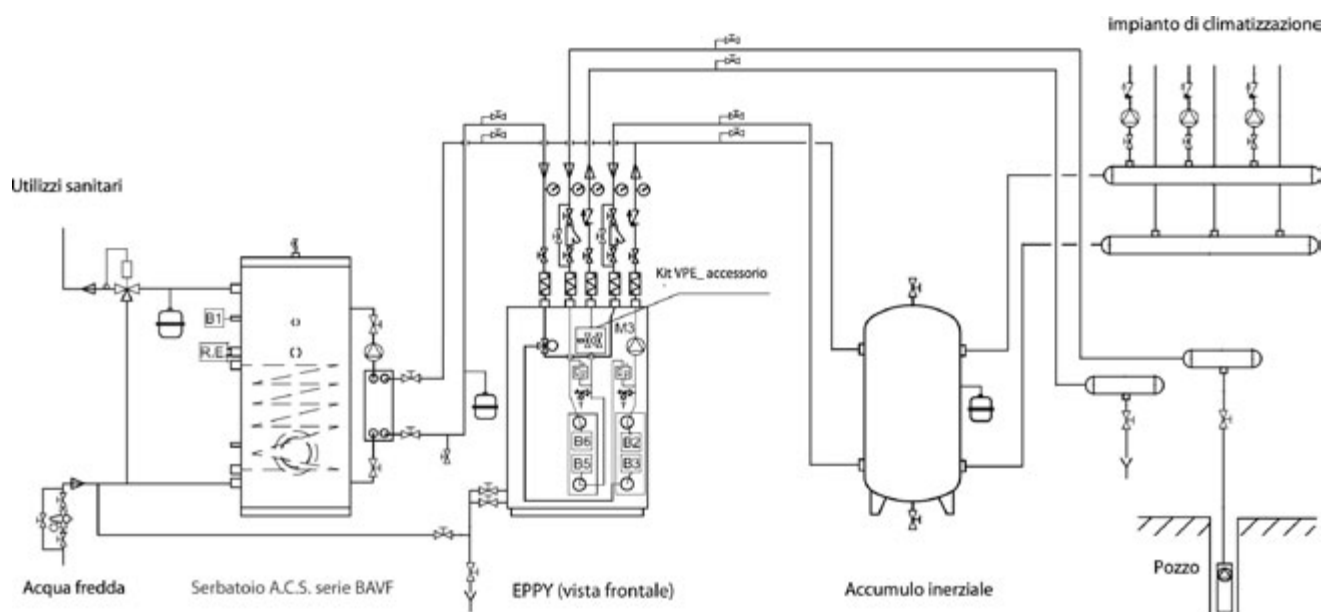 impianto di climatizzazione
Utilizzi sanitari
Kit VPE_ accessorio
B1
M3
R.E.
B6
B2
B5
B3
Pozzo
Acqua fredda
Serbatoio A.C.S. serie BAVF
EPPY (vista frontale)
Accumulo inerziale